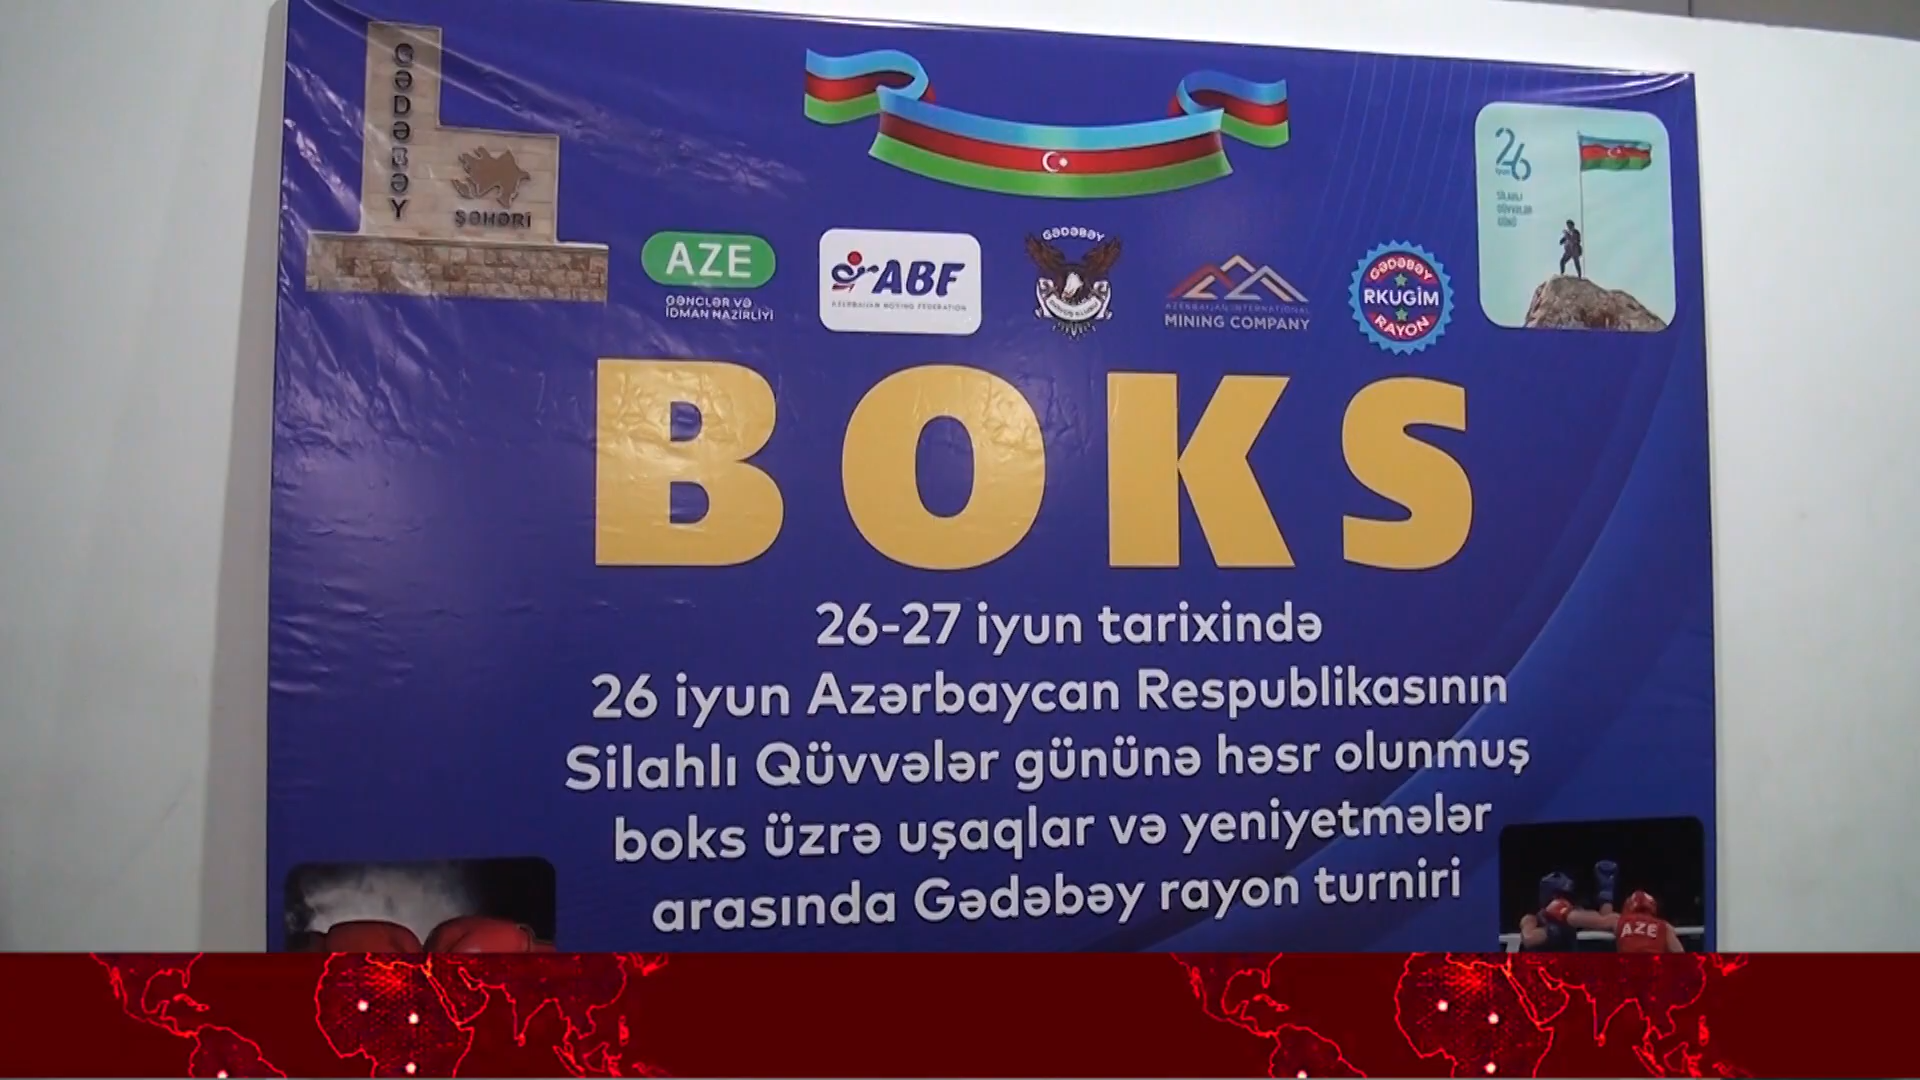 GƏDƏBƏY
ŞƏHƏRİ
26
iyun
SİLAHLI
QÜVVƏLƏR
GÜNÜ
AZE
GƏNCLƏR VƏ
İDMAN NAZİRLİYİ
ABF
AZERBAIJAN BOXING FEDERATION
GƏDƏBƏY
AZERBAIJAN INTERNATIONAL
MINING COMPANY
GƏDƏBƏY
RKUGİM
RAYON
BOKS
26-27 iyun tarixində
26 iyun Azərbaycan Respublikasının
Silahlı Qüvvələr gününə həsr olunmuş
boks üzrə uşaqlar və yeniyetmələr
arasında Gədəbəy rayon turniri
AZE